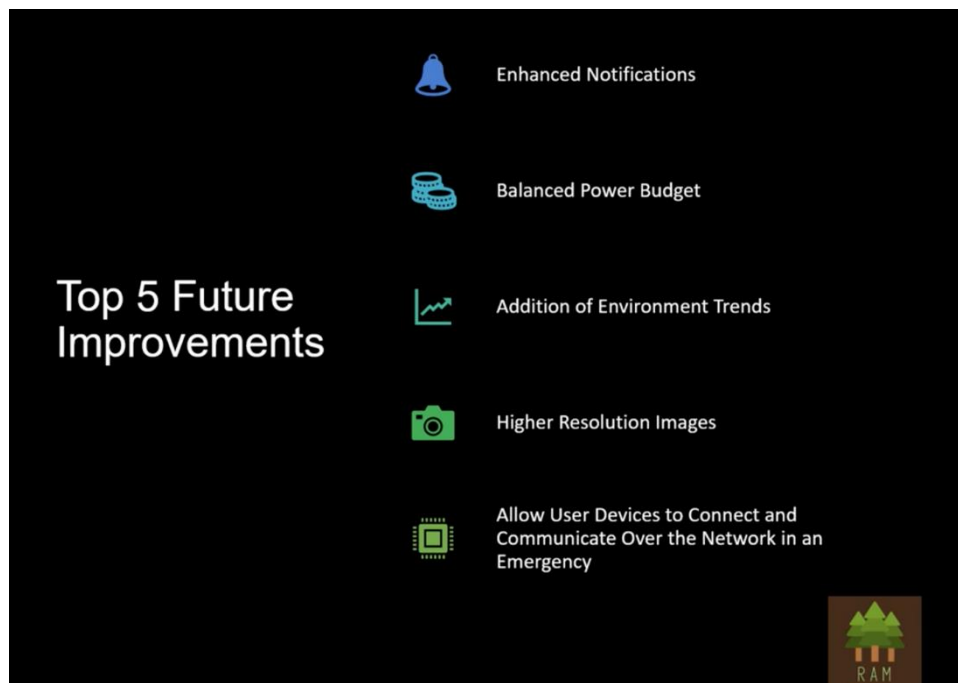 Top 5 Future
Improvements
Enhanced Notifications
Balanced Power Budget
Addition of Environment Trends
Higher Resolution Images
Allow User Devices to Connect and
Communicate Over the Network in an
Emergency
RAM